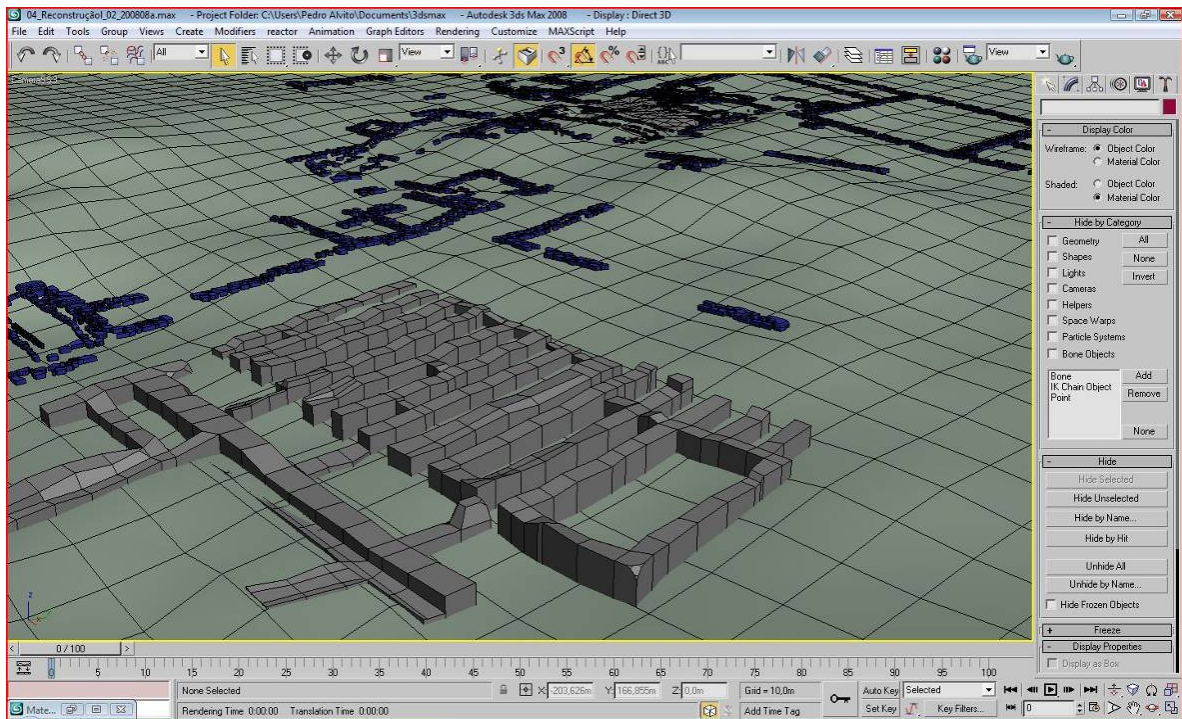 04_Reconstruçãol_02_200808a.max - Project Folder: C:\Users\Pedro Alvito\Documents\3dsmax - Autodesk 3ds Max 2008 - Display : Direct 3D
File Edit Tools Group Views Create Modifiers reactor Animation Graph Editors Rendering Customize MAXScript Help
All View View
Display Color
Wireframe: Object Color
Material Color
Shaded: Object Color
Material Color
Hide by Category
Geometry All
Shapes None
Lights Invert
Cameras
Helpers
Space Warps
Particle Systems
Bone Objects
Bone Add
IK Chain Object Remove
Point
None
Hide
Hide Selected
Hide Unselected
Hide by Name...
Hide by Hit
Unhide All
Unhide by Name...
Hide Frozen Objects
Freeze
Display Properties
Display as Box
z
0 / 100
0 5 10 15 20 25 30 35 40 45 50 55 60 65 70 75 80 85 90 95 100
None Selected X: -203,626m Y: 166,855m Z: 0,0m Grid = 10,0m Auto Key Selected
Mate... Rendering Time 0:00:00 Translation Time 0:00:00 Add Time Tag Set Key Key Filters... 0